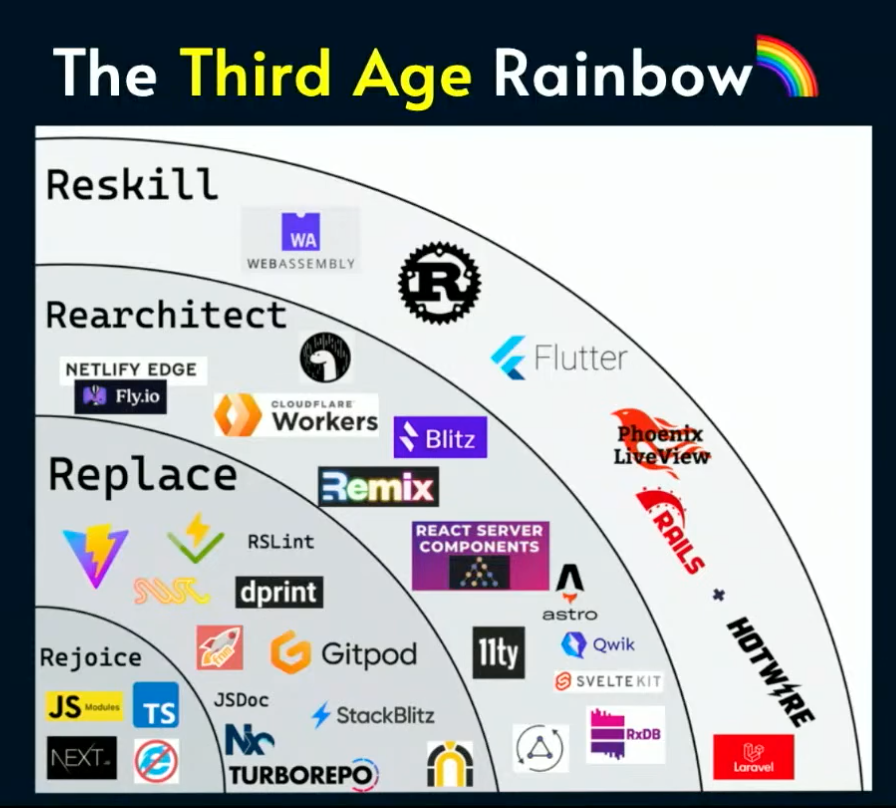 The Third Age Rainbow
Reskill
WA
WEBASSEMBLY
R
Flutter
Phoenix
LiveView
RAILS
+
HOTWIRE
Laravel
Rearchitect
NETLIFY EDGE
Fly.io
CLOUDFLARE
Workers
Blitz
Remix
REACT SERVER
COMPONENTS
astro
11ty
Qwik
SVELTEKIT
RxDB
Replace
RSLint
SWC
dprint
Gitpod
JSDoc
StackBlitz
Nx
TURBOREPO
Rejoice
JS Modules
TS
NEXT